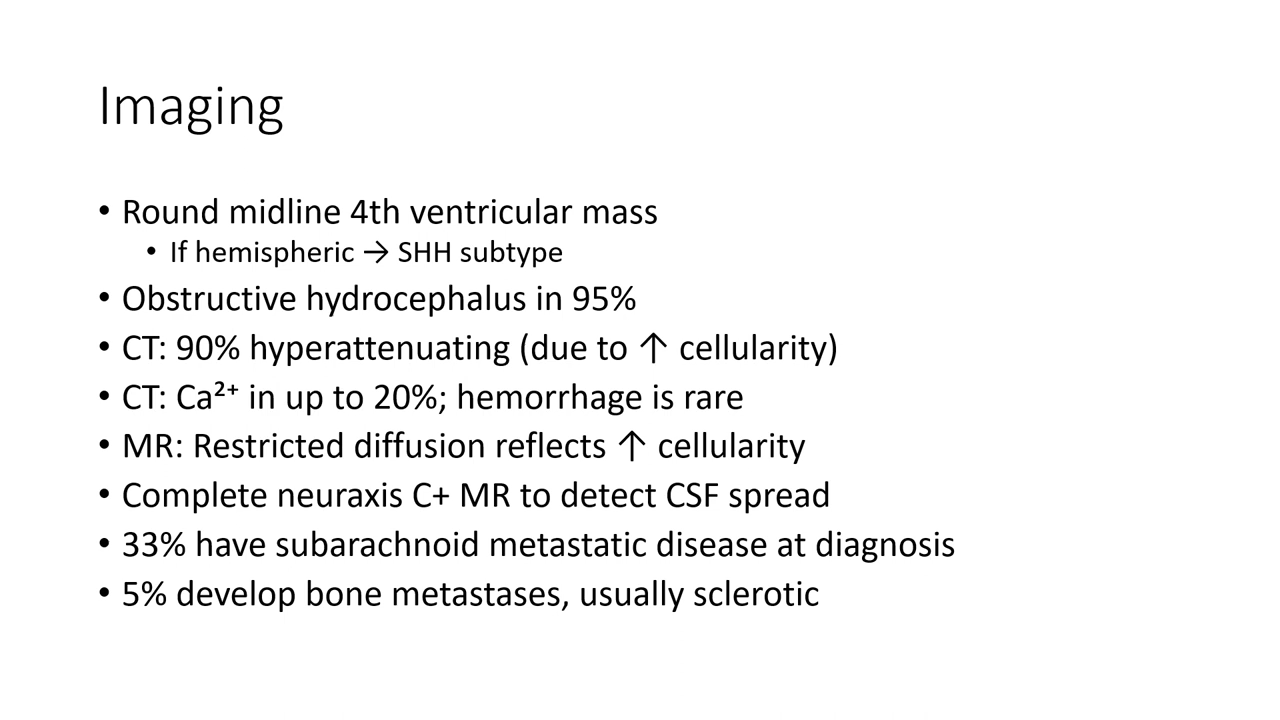 Imaging
• Round midline 4th ventricular mass
• If hemispheric → SHH subtype
• Obstructive hydrocephalus in 95%
• CT: 90% hyperattenuating (due to ↑ cellularity)
• CT: Ca²⁺ in up to 20%; hemorrhage is rare
• MR: Restricted diffusion reflects ↑ cellularity
• Complete neuraxis C+ MR to detect CSF spread
• 33% have subarachnoid metastatic disease at diagnosis
• 5% develop bone metastases, usually sclerotic